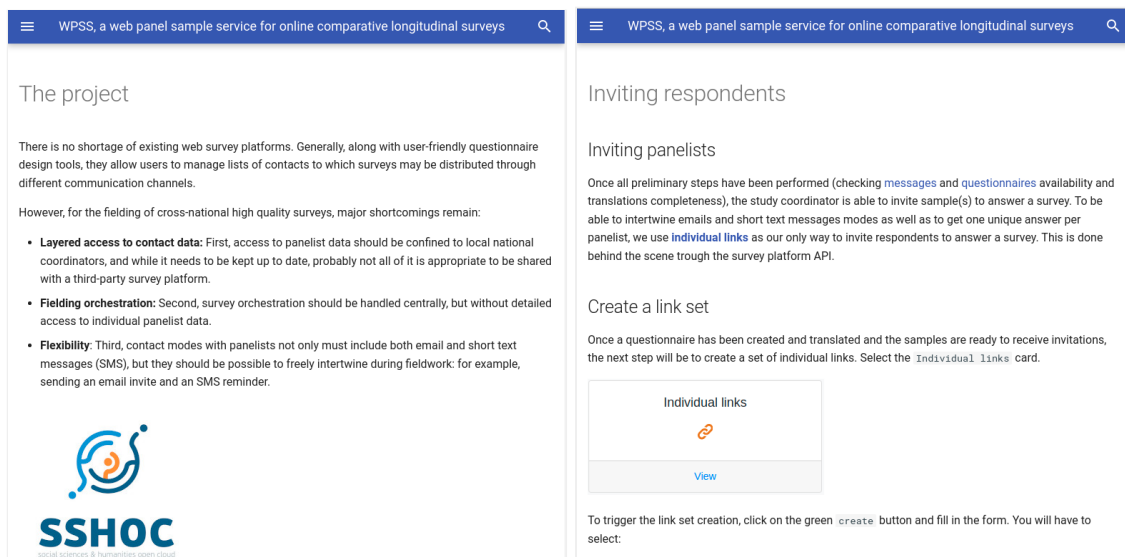 WPSS, a web panel sample service for online comparative longitudinal surveys
The project
There is no shortage of existing web survey platforms. Generally, along with user-friendly questionnaire
design tools, they allow users to manage lists of contacts to which surveys may be distributed through
different communication channels.
However, for the fielding of cross-national high quality surveys, major shortcomings remain:
• Layered access to contact data: First, access to panelist data should be confined to local national
coordinators, and while it needs to be kept up to date, probably not all of it is appropriate to be shared
with a third-party survey platform.
• Fielding orchestration: Second, survey orchestration should be handled centrally, but without detailed
access to individual panelist data.
• Flexibility: Third, contact modes with panelists not only must include both email and short text
messages (SMS), but they should be possible to freely intertwine during fieldwork: for example,
sending an email invite and an SMS reminder.
SSHOC
social sciences & humanities open cloud
WPSS, a web panel sample service for online comparative longitudinal surveys
Inviting respondents
Inviting panelists
Once all preliminary steps have been performed (checking messages and questionnaires availability and
translations completeness), the study coordinator is able to invite sample(s) to answer a survey. To be
able to intertwine emails and short text messages modes as well as to get one unique answer per
panelist, we use individual links as our only way to invite respondents to answer a survey. This is done
behind the scene trough the survey platform API.
Create a link set
Once a questionnaire has been created and translated and the samples are ready to receive invitations,
the next step will be to create a set of individual links. Select the Individual links card.
Individual links
View
To trigger the link set creation, click on the green create button and fill in the form. You will have to
select: